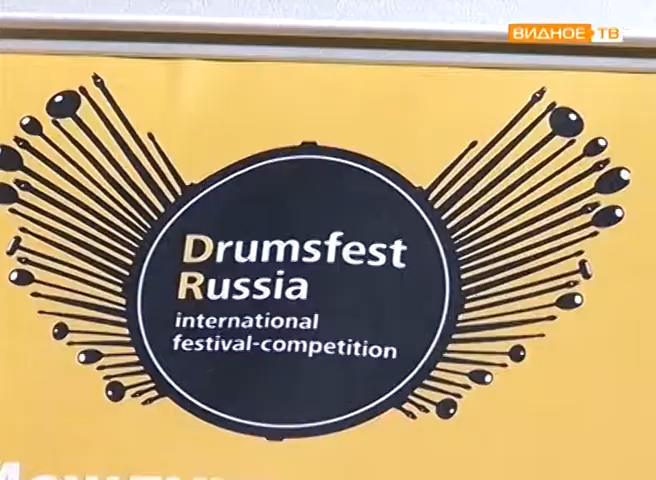 ВИДНОЕ ТВ
Drumsfest
Russia
international
festival-competition